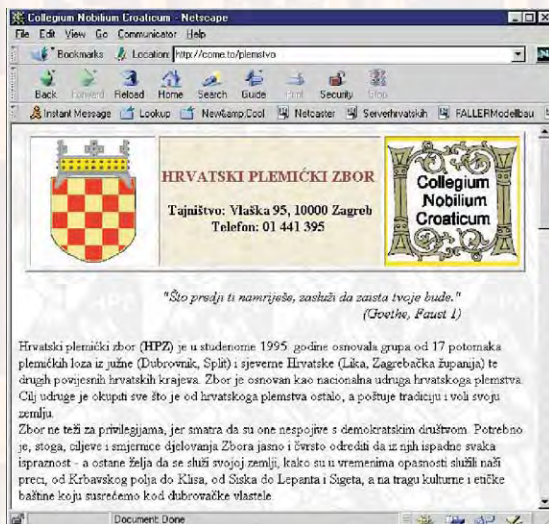 Collegium Nobilium Croaticum - Netscape
File Edit View Go Communicator Help
Bookmarks Location: http://come.to/plemstvo
Back Forward Reload Home Search Guide Print Security Stop
Instant Message Lookup New&amp;Cool Netcaster Serverhrvatskih FALLERModellbau
HRVATSKI PLEMIĆKI ZBOR
Tajništvo: Vlaška 95, 10000 Zagreb
Telefon: 01 441 395
Collegium
Nobilium
Croaticum
"Što predji ti namriješe, zasluži da zaista tvoje bude."
(Goethe, Faust 1)
Hrvatski plemićki zbor (HPZ) je u studenome 1995. godine osnovala grupa od 17 potomaka
plemićkih loza iz južne (Dubrovnik, Split) i sjeverne Hrvatske (Lika, Zagrebačka županija) te
drugih povijesnih hrvatskih krajeva. Zbor je osnovan kao nacionalna udruga hrvatskoga plemstva.
Cilj udruge je okupiti sve što je od hrvatskoga plemstva ostalo, a poštuje tradiciju i voli svoju
zemlju.
Zbor ne teži za privilegijama, jer smatra da su one nespojive s demokratskim društvom. Potrebno
je, stoga, ciljeve i smjernice djelovanja Zbora jasno i čvrsto odrediti da iz njih ispadne svaka
ispraznost - a ostane želja da se služi svojoj zemlji, kako su u vremenima opasnosti služili naši
preci, od Krbavskog polja do Klisa, od Siska do Lepanta i Sigeta, a na tragu kulturne i etičke
baštine koju susrećemo kod dubrovačke vlastele.
Document: Done